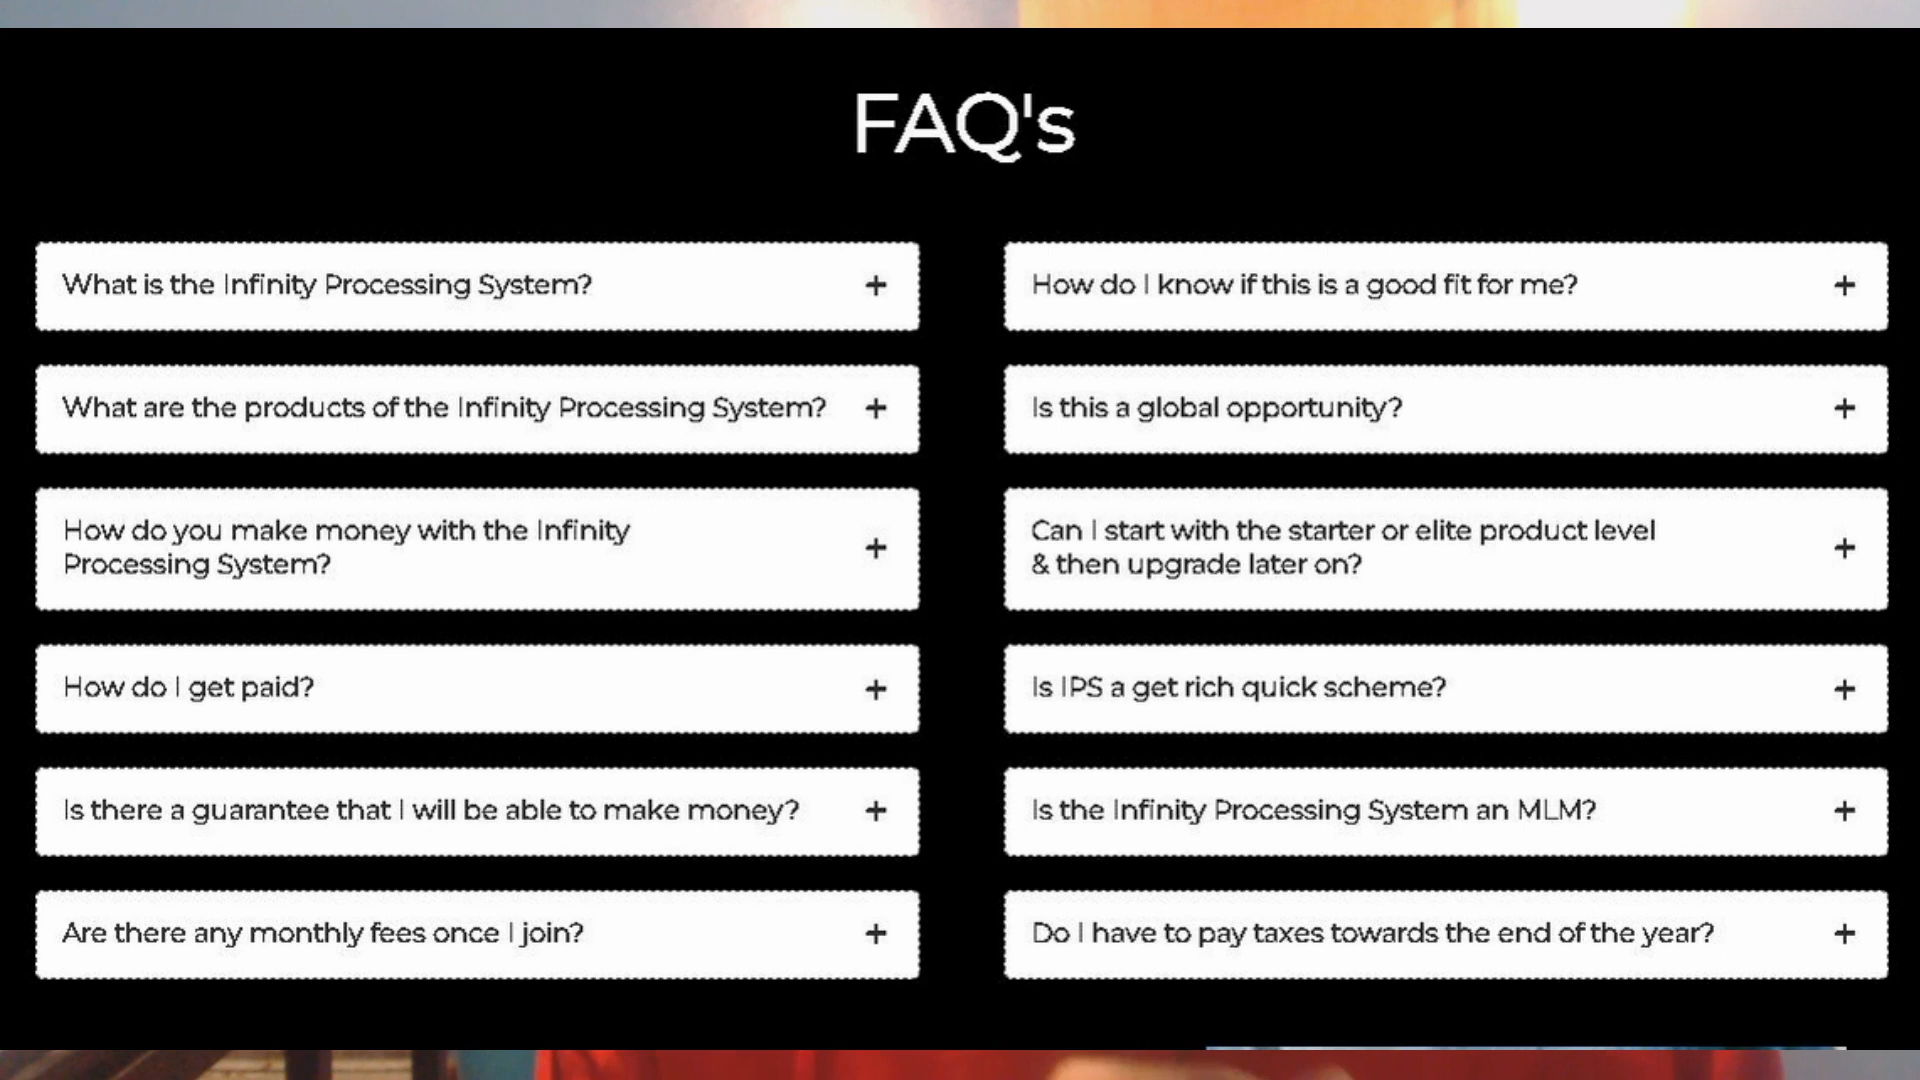 FAQ's
What is the Infinity Processing System?
What are the products of the Infinity Processing System?
How do you make money with the Infinity
Processing System?
How do I get paid?
Is there a guarantee that I will be able to make money?
Are there any monthly fees once I join?
How do I know if this is a good fit for me?
Is this a global opportunity?
Can I start with the starter or elite product level
& then upgrade later on?
Is IPS a get rich quick scheme?
Is the Infinity Processing System an MLM?
Do I have to pay taxes towards the end of the year?